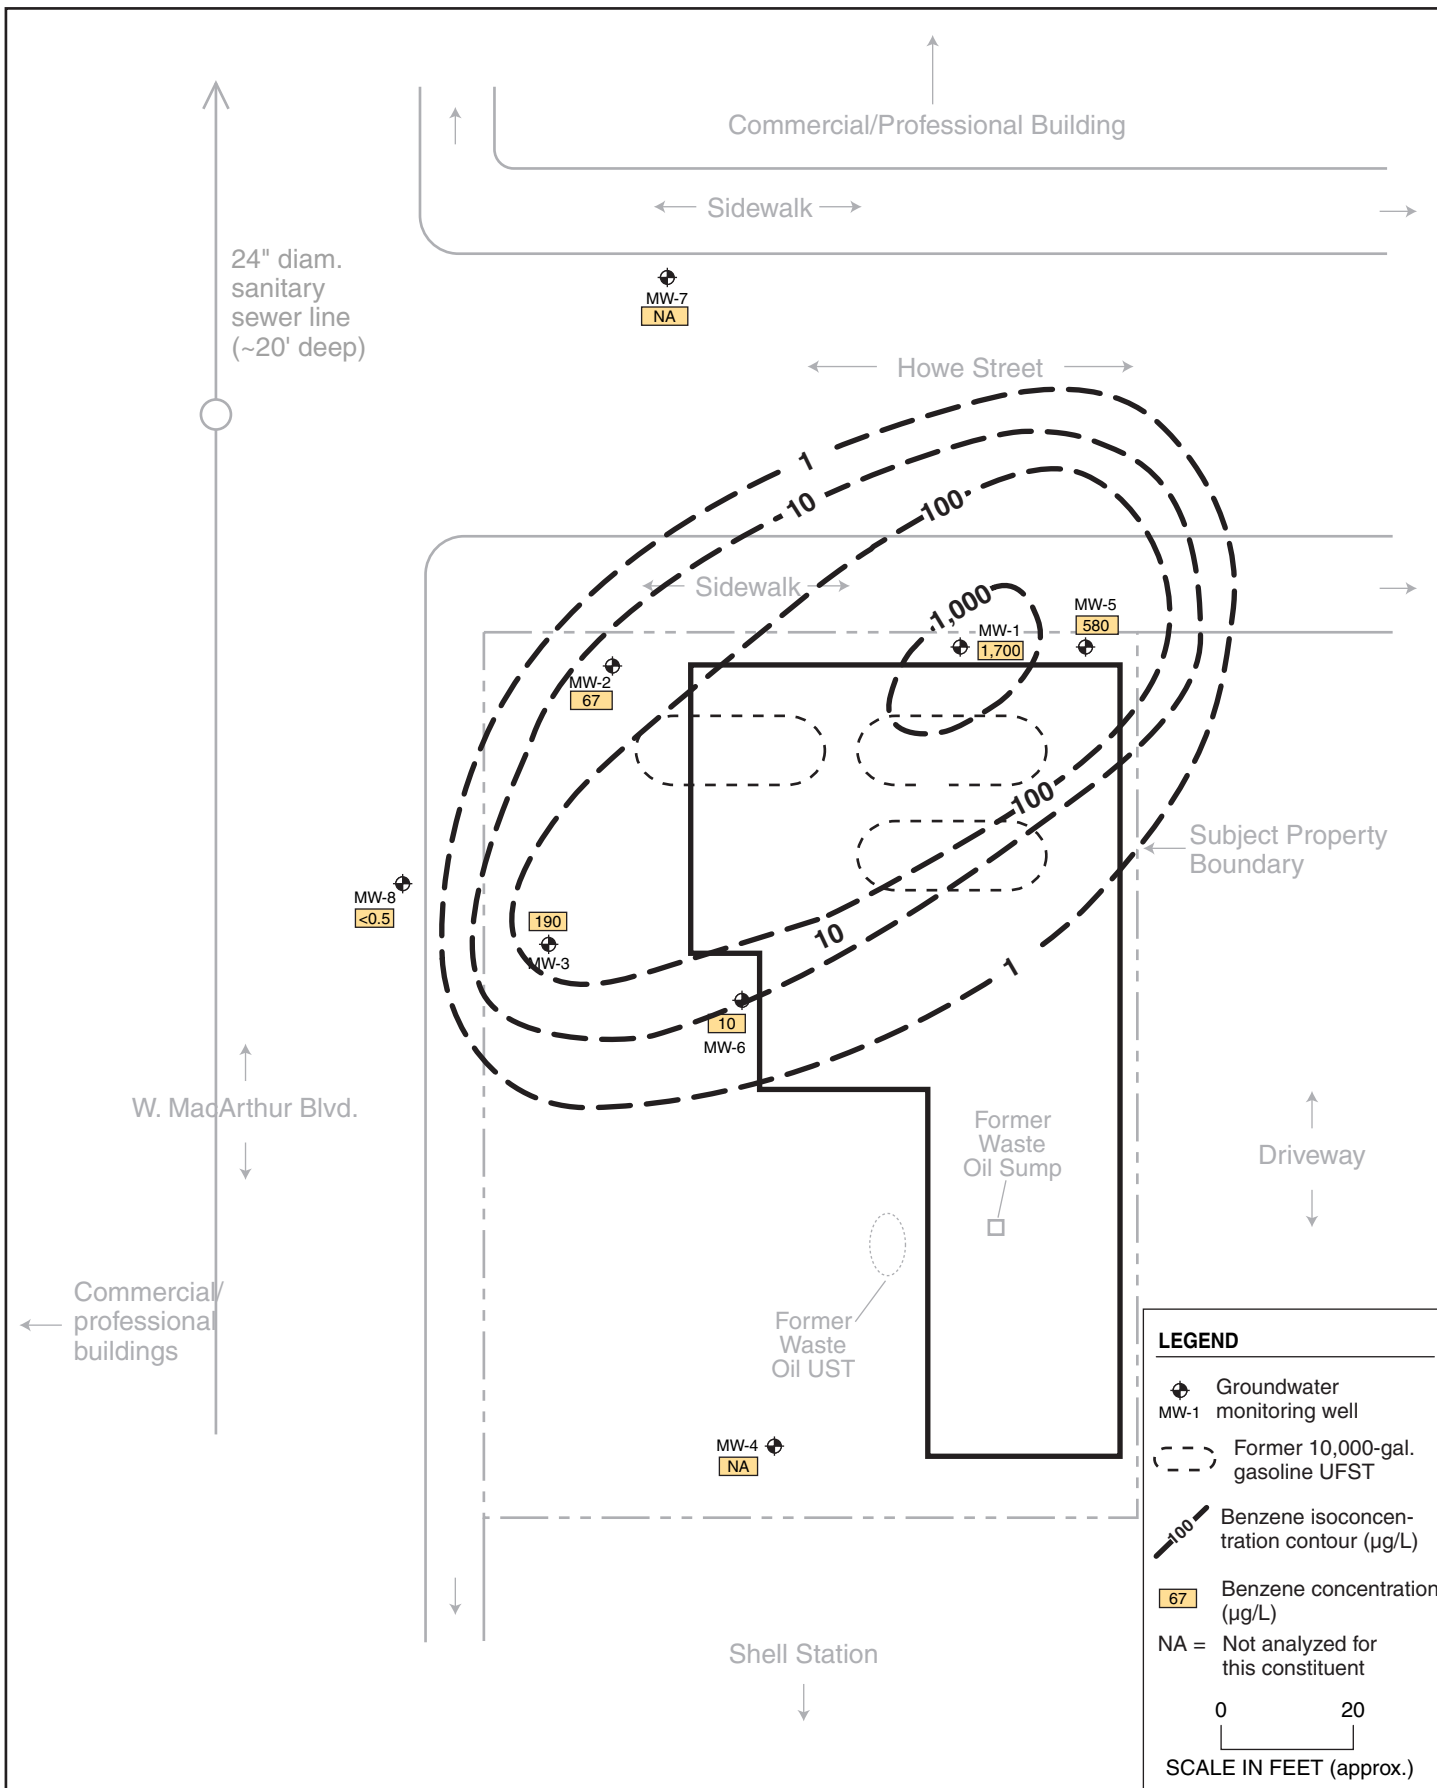 Commercial/Professional Building
Sidewalk
24" diam.
sanitary
sewer line
(~20' deep)
MW-7
NA
Howe Street
1
10
100
Sidewalk
1,000
MW-5
580
MW-1
1,700
MW-2
67
100
Subject Property
Boundary
MW-8
<0.5
190
MW-3
10
1
10
MW-6
W. MacArthur Blvd.
Former
Waste
Oil Sump
Driveway
Commercial/
professional
buildings
Former
Waste
Oil UST
MW-4
NA
Shell Station
LEGEND
MW-1
Groundwater
monitoring well
Former 10,000-gal.
gasoline UFST
100
Benzene isoconcen-
tration contour (µg/L)
67
Benzene concentration
(µg/L)
NA = Not analyzed for
this constituent
0 20
SCALE IN FEET (approx.)